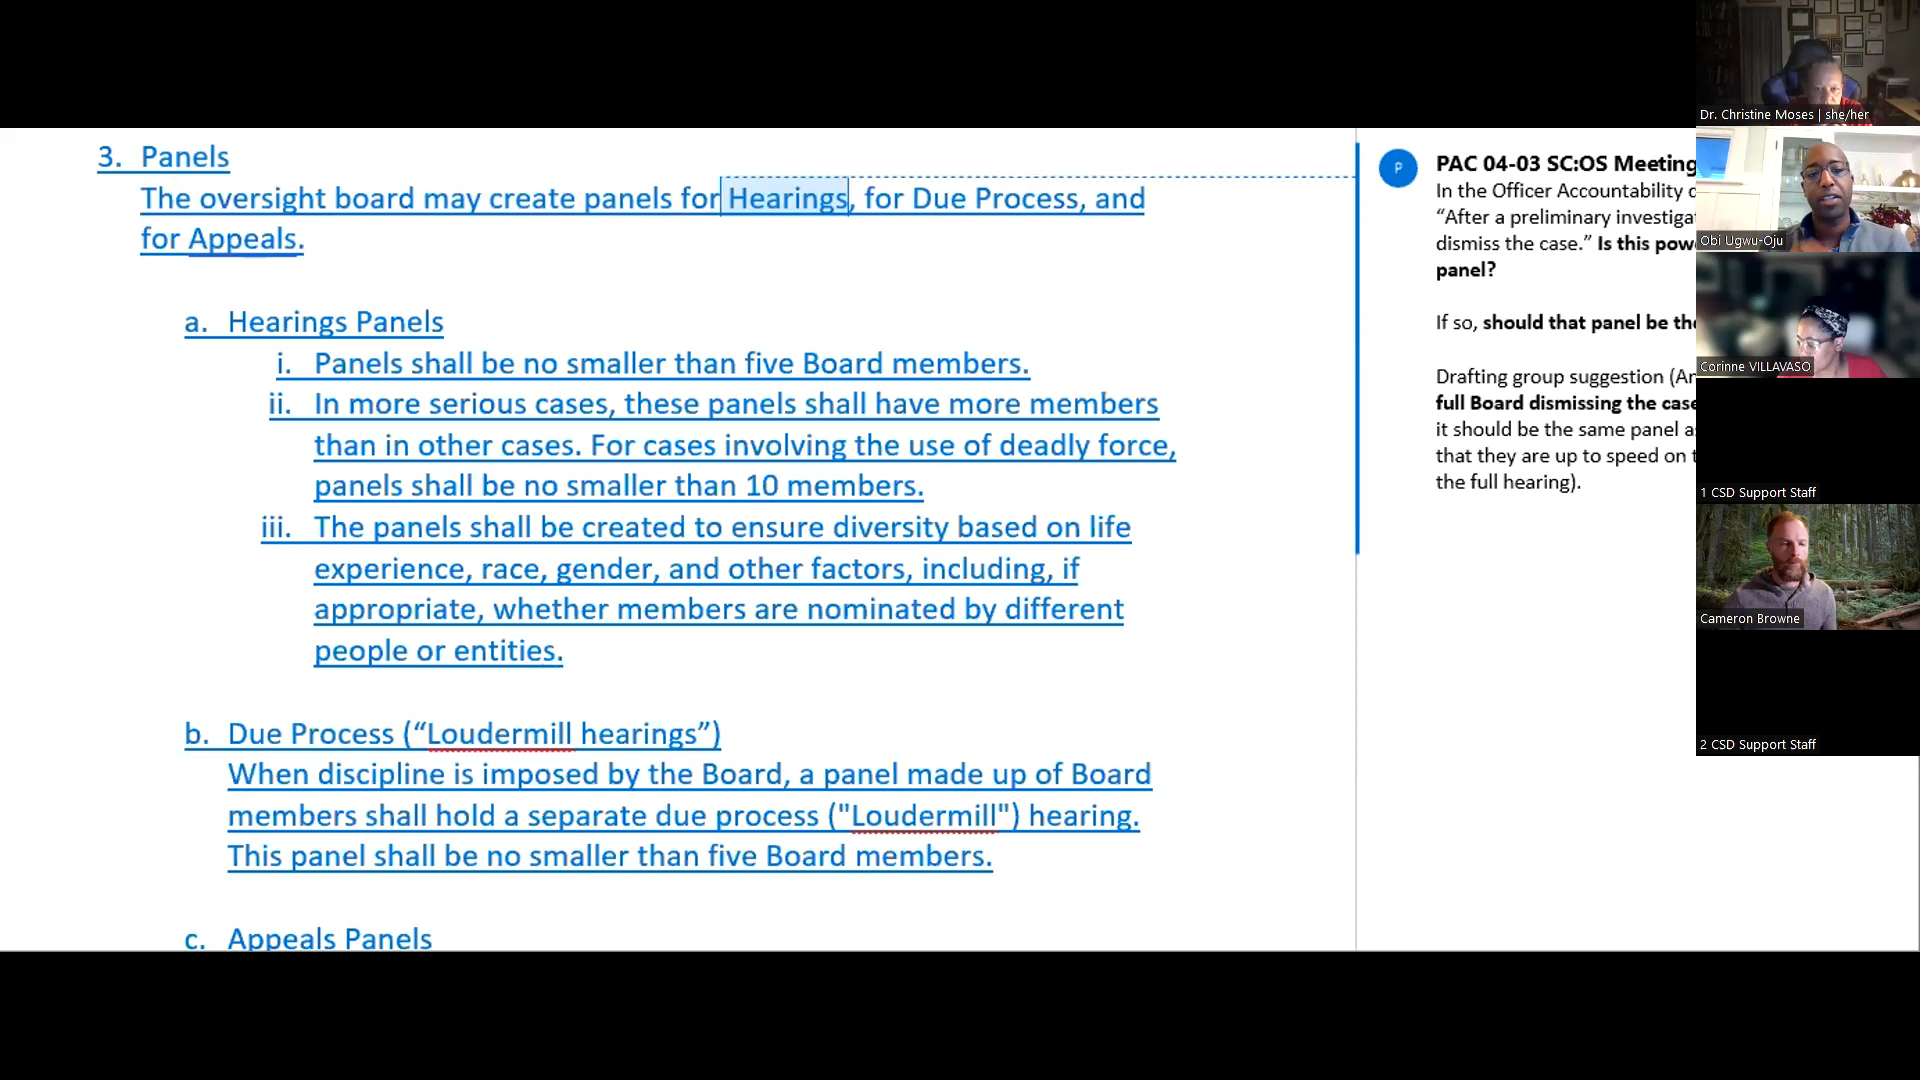 3. Panels
The oversight board may create panels for Hearings, for Due Process, and
for Appeals.
a. Hearings Panels
i. Panels shall be no smaller than five Board members.
ii. In more serious cases, these panels shall have more members
than in other cases. For cases involving the use of deadly force,
panels shall be no smaller than 10 members.
iii. The panels shall be created to ensure diversity based on life
experience, race, gender, and other factors, including, if
appropriate, whether members are nominated by different
people or entities.
b. Due Process (“Loudermill hearings”)
When discipline is imposed by the Board, a panel made up of Board
members shall hold a separate due process ("Loudermill") hearing.
This panel shall be no smaller than five Board members.
c. Appeals Panels
P
PAC 04-03 SC:OS Meeting
In the Officer Accountability
“After a preliminary
dismiss the case.” Is this
panel?
If so, should that panel be
Drafting group suggestion
full Board dismissing the case
it should be the same panel
that they are up to speed on
the full hearing).
Dr. Christine Moses | she/her
Obi Ugwu-Oju
Corinne VILLAVASO
1 CSD Support Staff
Cameron Browne
2 CSD Support Staff